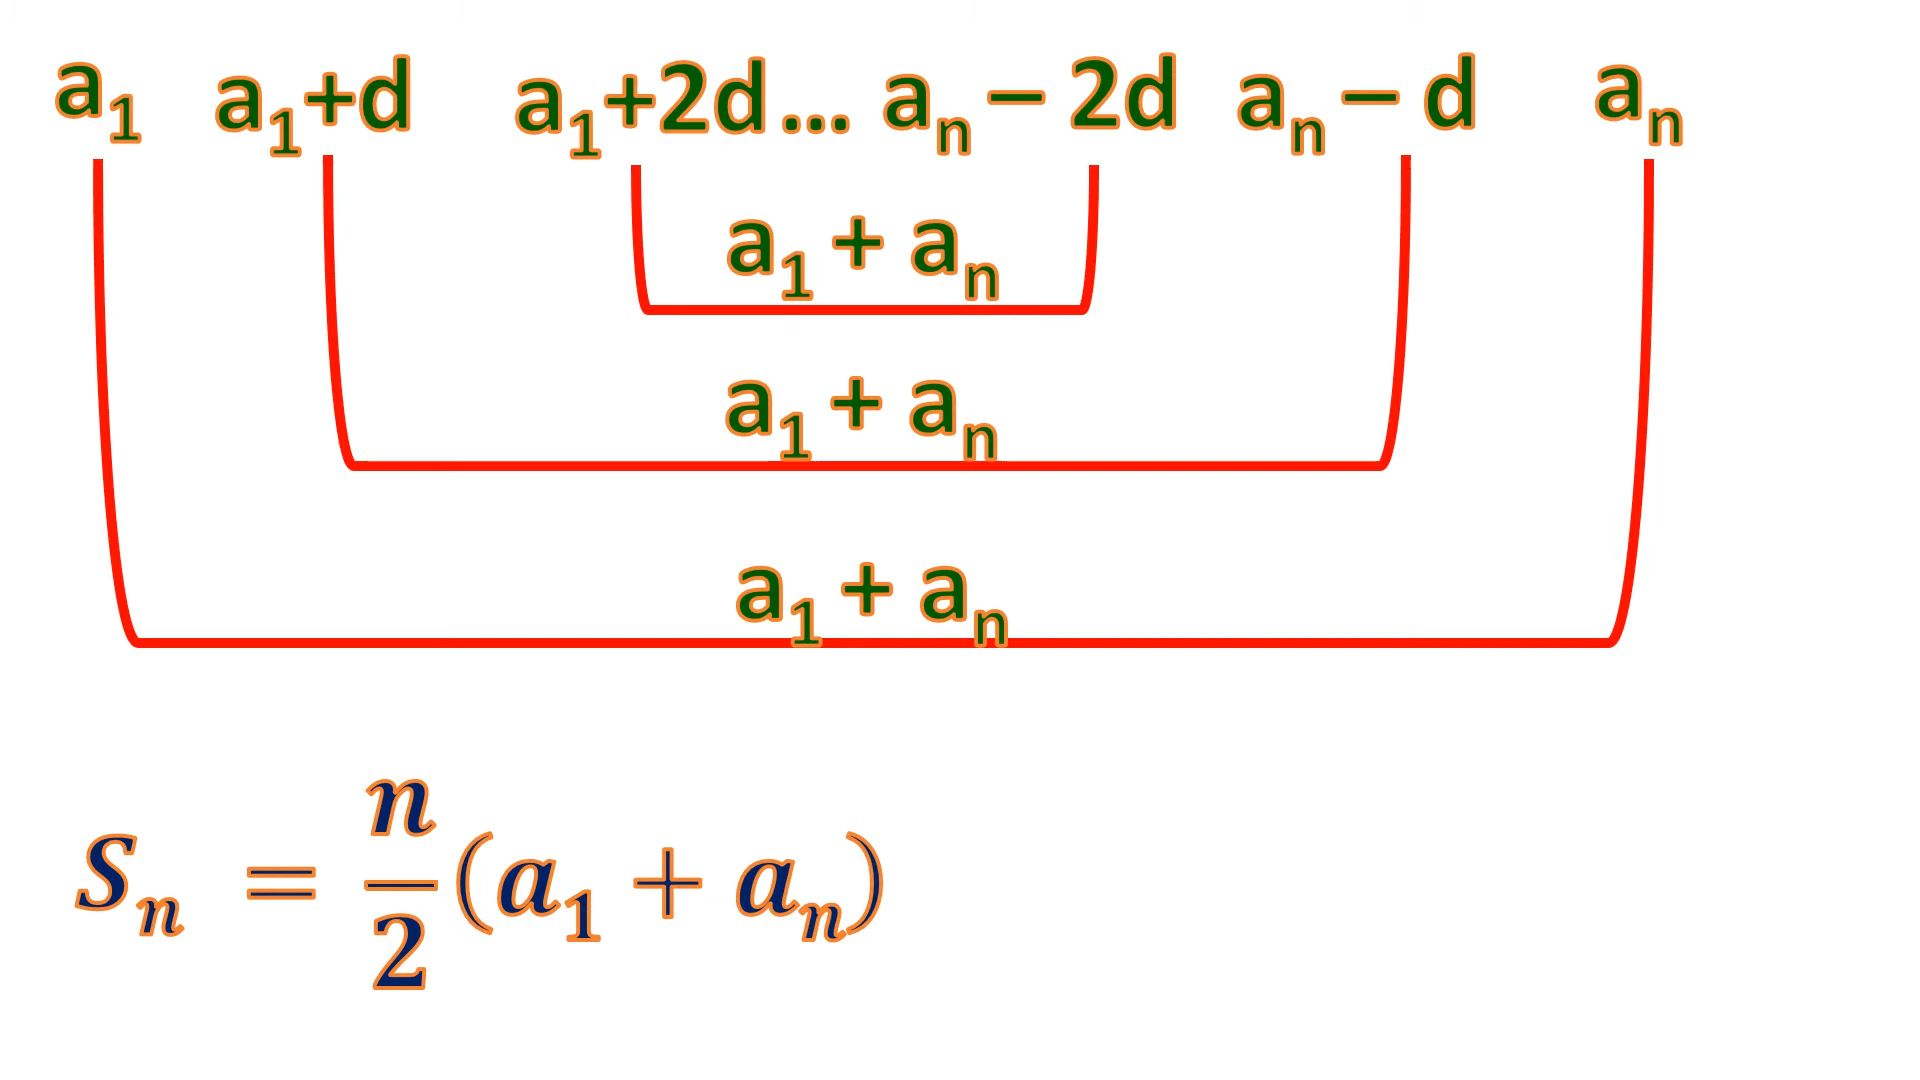 a₁ a₁+d a₁+2d... aₙ– 2d aₙ– d aₙ
a₁ + aₙ
a₁ + aₙ
a₁ + aₙ
Sₙ = n/2 (a₁ + aₙ)